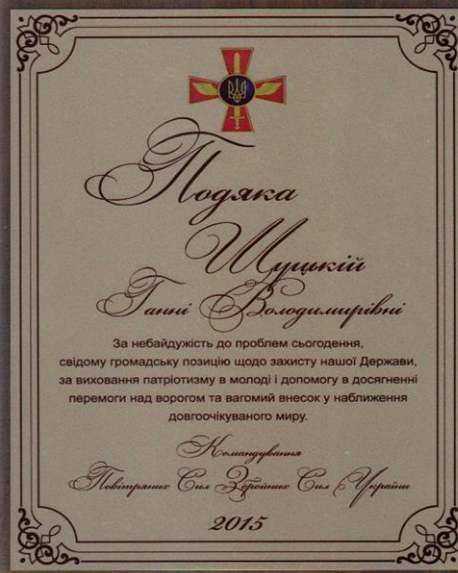 Подяка
Шуцькій
Ганні Володимирівні
За небайдужість до проблем сьогодення,
свідому громадську позицію щодо захисту нашої Держави,
за виховання патріотизму в молоді і допомогу в досягненні
перемоги над ворогом та вагомий внесок у наближення
довгоочікуваного миру.
Командування
Повітряних Сил Збройних Сил України
2015